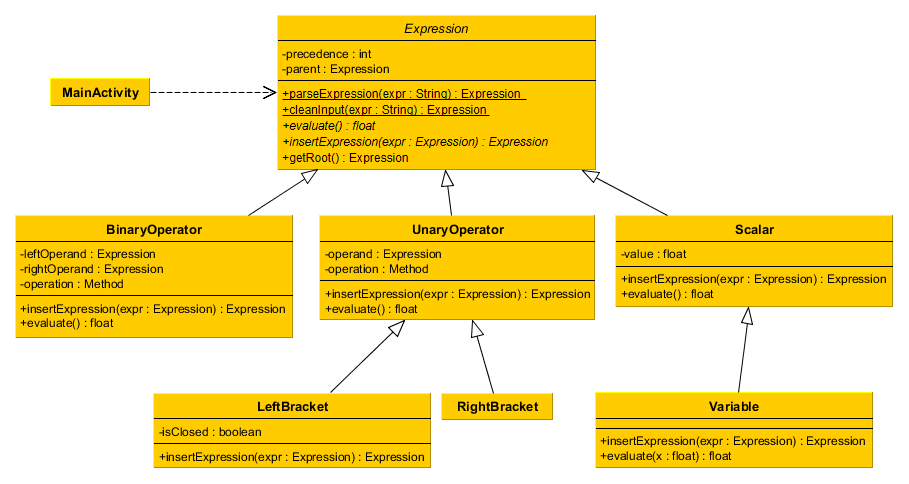 Expression
-precedence : int
-parent : Expression
+parseExpression(expr : String) : Expression
+cleanInput(expr : String) : Expression
+evaluate() : float
+insertExpression(expr : Expression) : Expression
+getRoot() : Expression
MainActivity
BinaryOperator
-leftOperand : Expression
-rightOperand : Expression
-operation : Method
+insertExpression(expr : Expression) : Expression
+evaluate() : float
UnaryOperator
-operand : Expression
-operation : Method
+insertExpression(expr : Expression) : Expression
+evaluate() : float
Scalar
-value : float
+insertExpression(expr : Expression) : Expression
+evaluate() : float
LeftBracket
-isClosed : boolean
+insertExpression(expr : Expression) : Expression
RightBracket
Variable
+insertExpression(expr : Expression) : Expression
+evaluate(x : float) : float